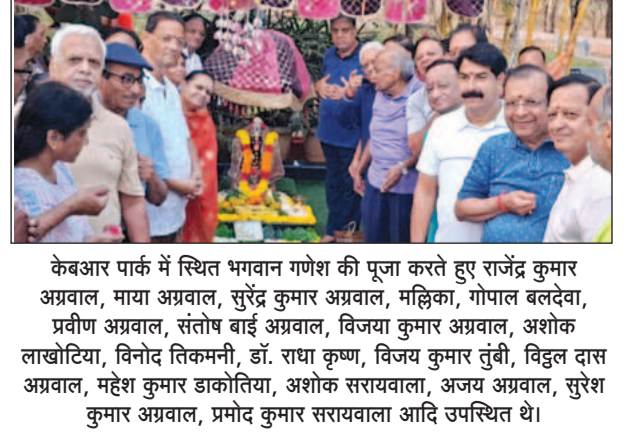 केबआर पार्क में स्थित भगवान गणेश की पूजा करते हुए राजेंद्र कुमार
अग्रवाल, माया अग्रवाल, सुरेंद्र कुमार अग्रवाल, मल्लिका, गोपाल बलदेवा,
प्रवीण अग्रवाल, संतोष बाई अग्रवाल, विजया कुमार अग्रवाल, अशोक
लाखोटिया, विनोद तिकमनी, डॉ. राधा कृष्ण, विजय कुमार तुंबी, विट्ठल दास
अग्रवाल, महेश कुमार डाकोतिया, अशोक सरायवाला, अजय अग्रवाल, सुरेश
कुमार अग्रवाल, प्रमोद कुमार सरायवाला आदि उपस्थित थे।